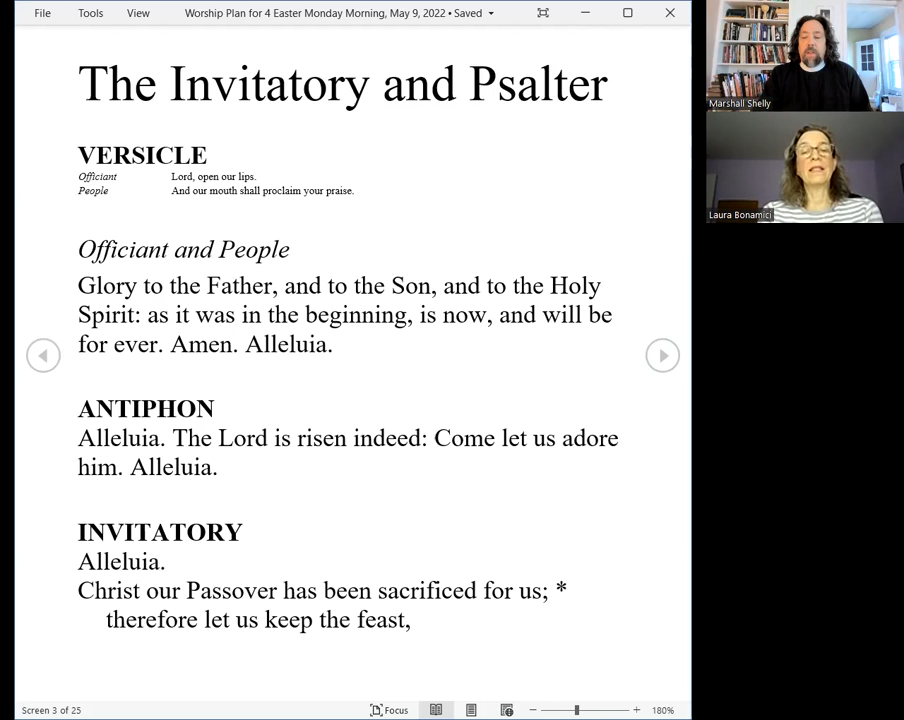 File Tools View Worship Plan for 4 Easter Monday Morning, May 9, 2022 • Saved
The Invitatory and Psalter
VERSICLE
Officiant Lord, open our lips.
People And our mouth shall proclaim your praise.
Officiant and People
Glory to the Father, and to the Son, and to the Holy
Spirit: as it was in the beginning, is now, and will be
for ever. Amen. Alleluia.
ANTIPHON
Alleluia. The Lord is risen indeed: Come let us adore
him. Alleluia.
INVITATORY
Alleluia.
Christ our Passover has been sacrificed for us; *
therefore let us keep the feast,
Screen 3 of 25 Focus 180%
Marshall Shelly
Laura Bonamici